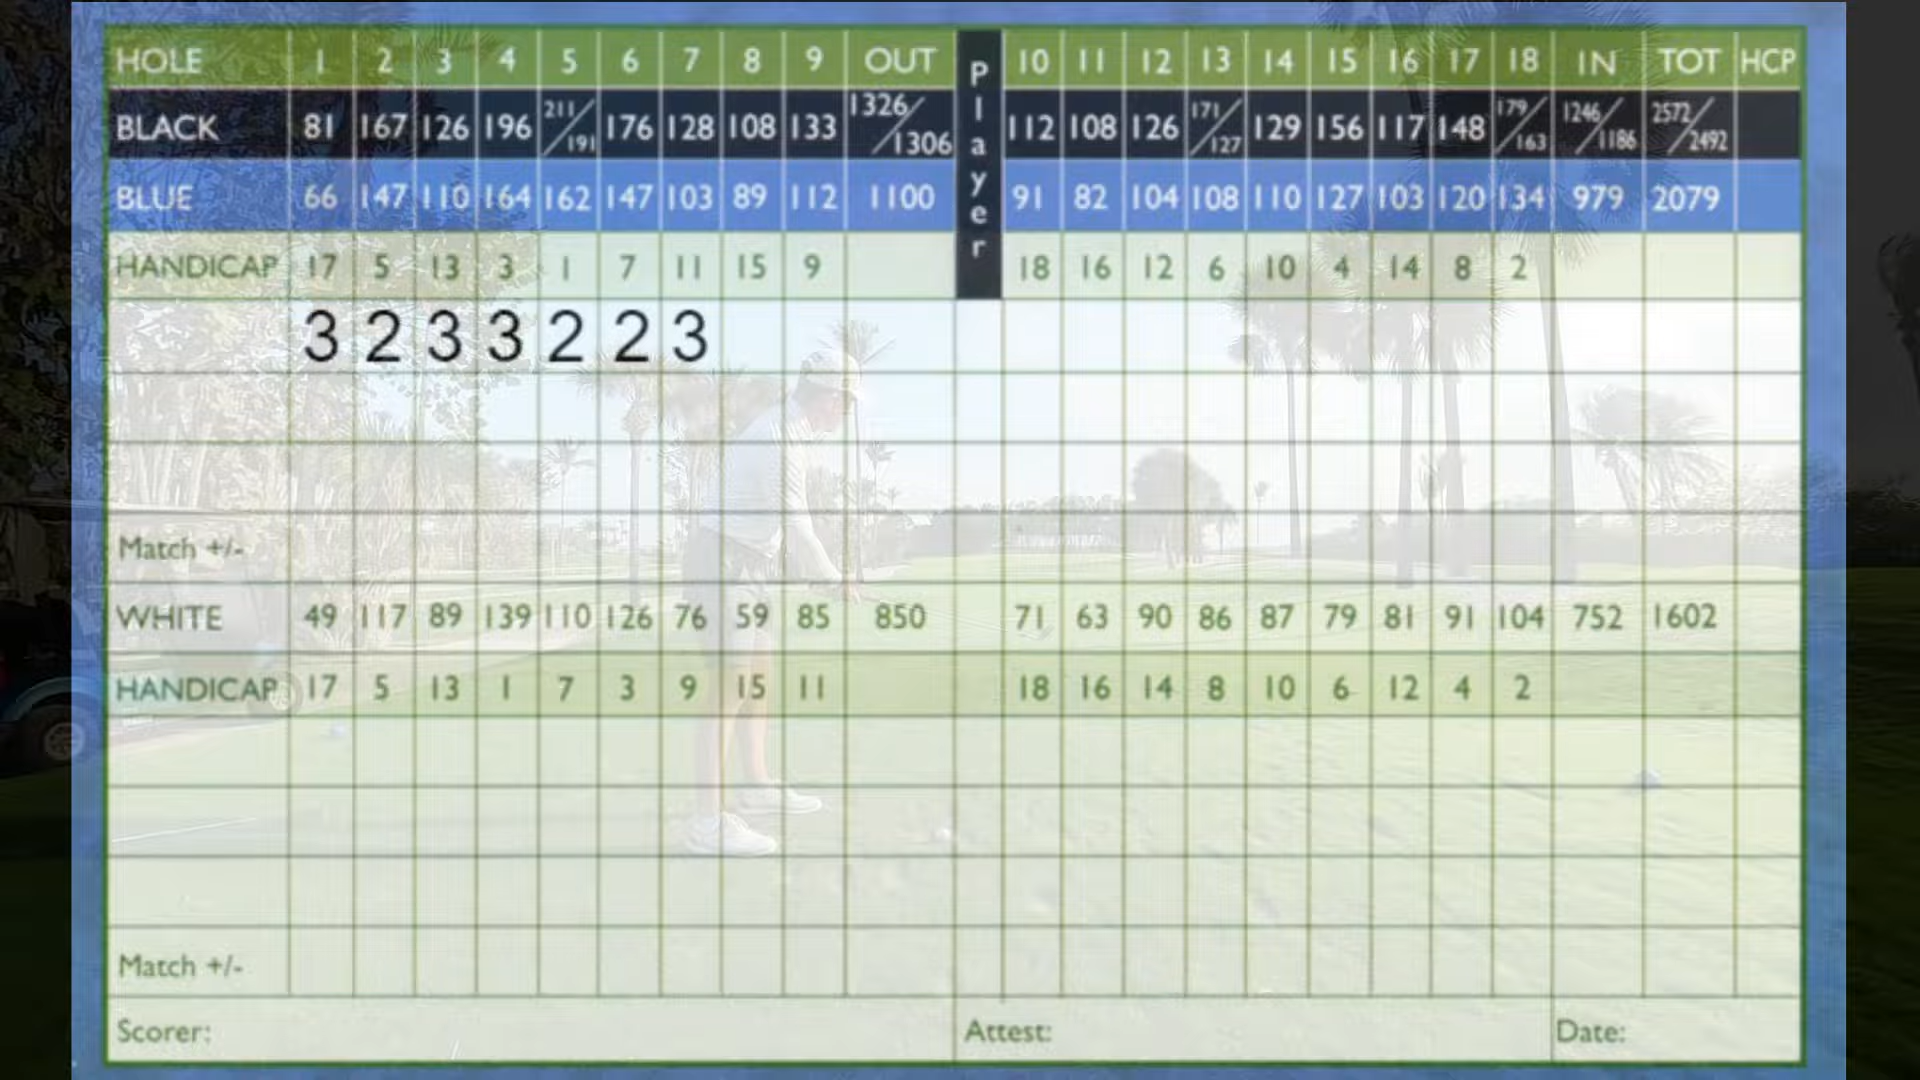 HOLE 1 2 3 4 5 6 7 8 9 OUT Player 10 11 12 13 14 15 16 17 18 IN TOT HCP
BLACK 81 167 126 196 211/191 176 128 108 133 1326/1306 112 108 126 171/127 129 156 117 148 179/163 1246/1186 2572/2492
BLUE 66 147 110 164 162 147 103 89 112 1100 91 82 104 108 110 127 103 120 134 979 2079
HANDICAP 17 5 13 3 1 7 11 15 9 18 16 12 6 10 4 14 8 2
3 2 3 3 2 2 3
Match +/-
WHITE 49 117 89 139 110 126 76 59 85 850 71 63 90 86 87 79 81 91 104 752 1602
HANDICAP 17 5 13 1 7 3 9 15 11 18 16 14 8 10 6 12 4 2
Match +/-
Scorer: Attest: Date: